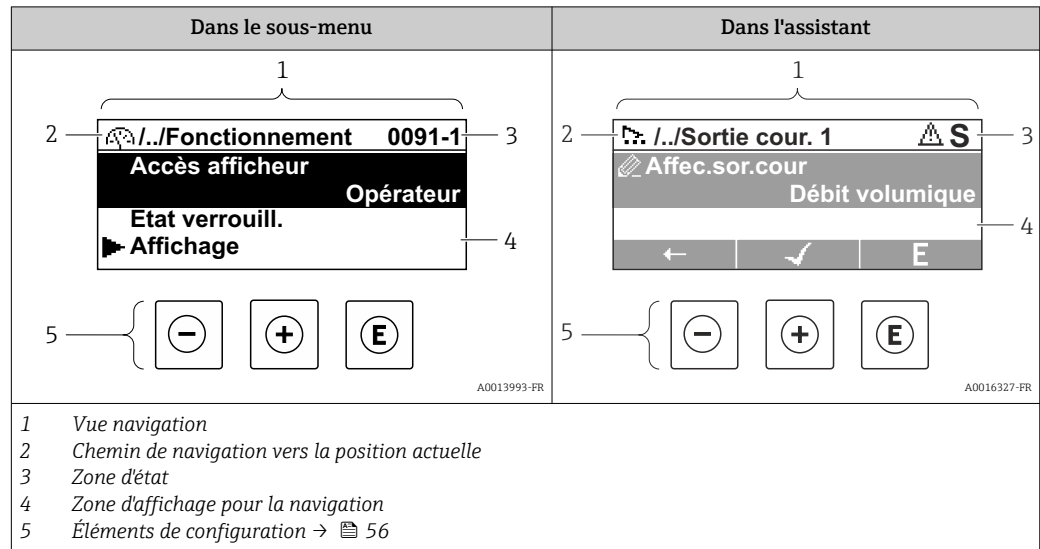 Dans le sous-menu
Dans l'assistant
1
2
/../Fonctionnement 0091-1
3
Accès afficheur
Opérateur
Etat verrouill.
Affichage
4
5
- + E
A0013993-FR
1
2
/../Sortie cour. 1 S
3
Affec.sor.cour
Débit volumique
4
← ✓ E
5
- + E
A0016327-FR
1 Vue navigation
2 Chemin de navigation vers la position actuelle
3 Zone d'état
4 Zone d'affichage pour la navigation
5 Éléments de configuration → 56